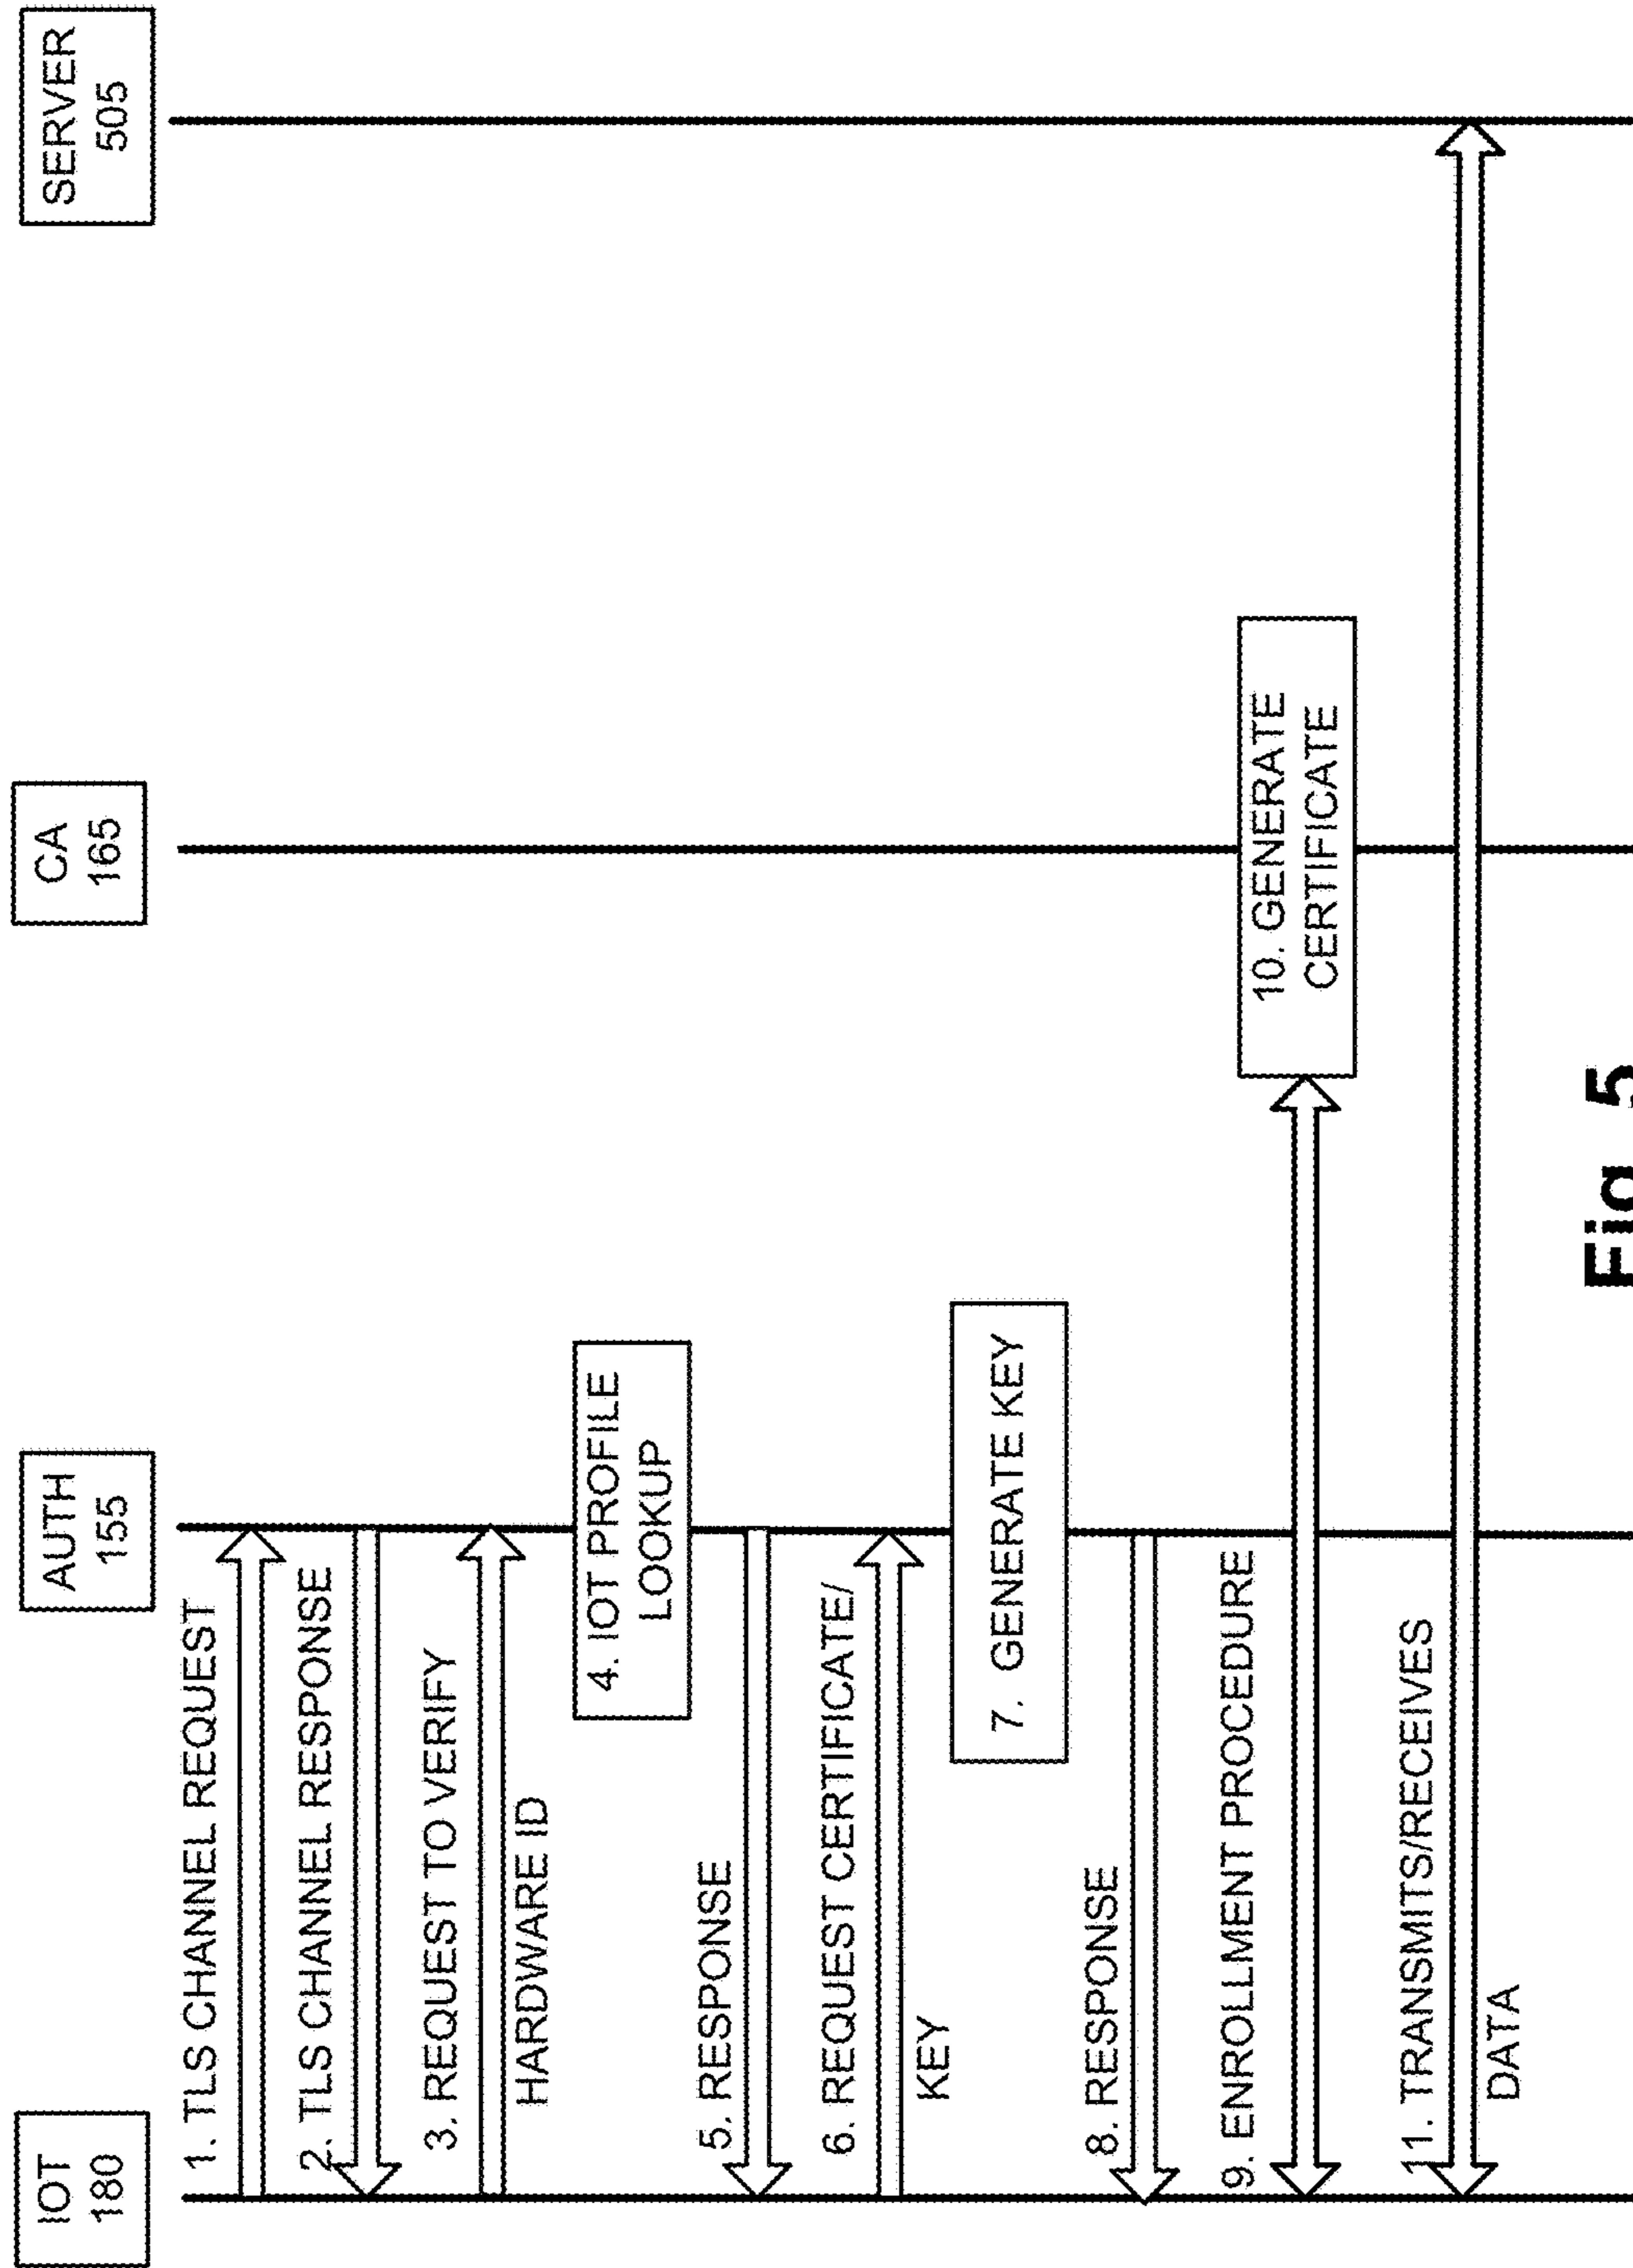 IOT
180
AUTH
155
CA
165
SERVER
505
1. TLS CHANNEL REQUEST
2. TLS CHANNEL RESPONSE
3. REQUEST TO VERIFY
HARDWARE ID
4. IOT PROFILE
LOOKUP
5. RESPONSE
6. REQUEST CERTIFICATE/
KEY
7. GENERATE KEY
8. RESPONSE
9. ENROLLMENT PROCEDURE
10. GENERATE
CERTIFICATE
11. TRANSMITS/RECEIVES
DATA
Fig. 5